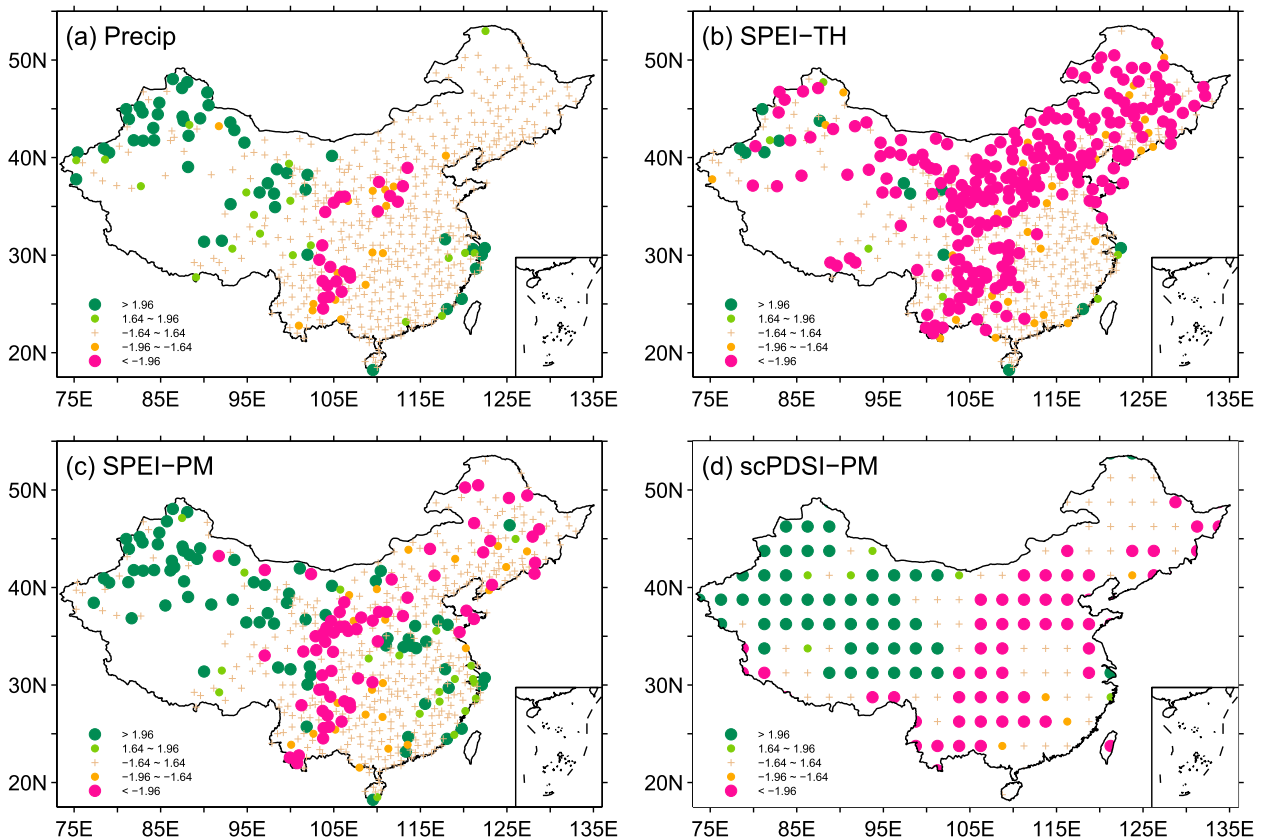 (a) Precip
50N
40N
30N
20N
> 1.96
1.64 ~ 1.96
−1.64 ~ 1.64
−1.96 ~ −1.64
< −1.96
75E 85E 95E 105E 115E 125E 135E
(b) SPEI−TH
50N
40N
30N
20N
> 1.96
1.64 ~ 1.96
−1.64 ~ 1.64
−1.96 ~ −1.64
< −1.96
75E 85E 95E 105E 115E 125E 135E
(c) SPEI−PM
50N
40N
30N
20N
> 1.96
1.64 ~ 1.96
−1.64 ~ 1.64
−1.96 ~ −1.64
< −1.96
75E 85E 95E 105E 115E 125E 135E
(d) scPDSI−PM
50N
40N
30N
20N
> 1.96
1.64 ~ 1.96
−1.64 ~ 1.64
−1.96 ~ −1.64
< −1.96
75E 85E 95E 105E 115E 125E 135E